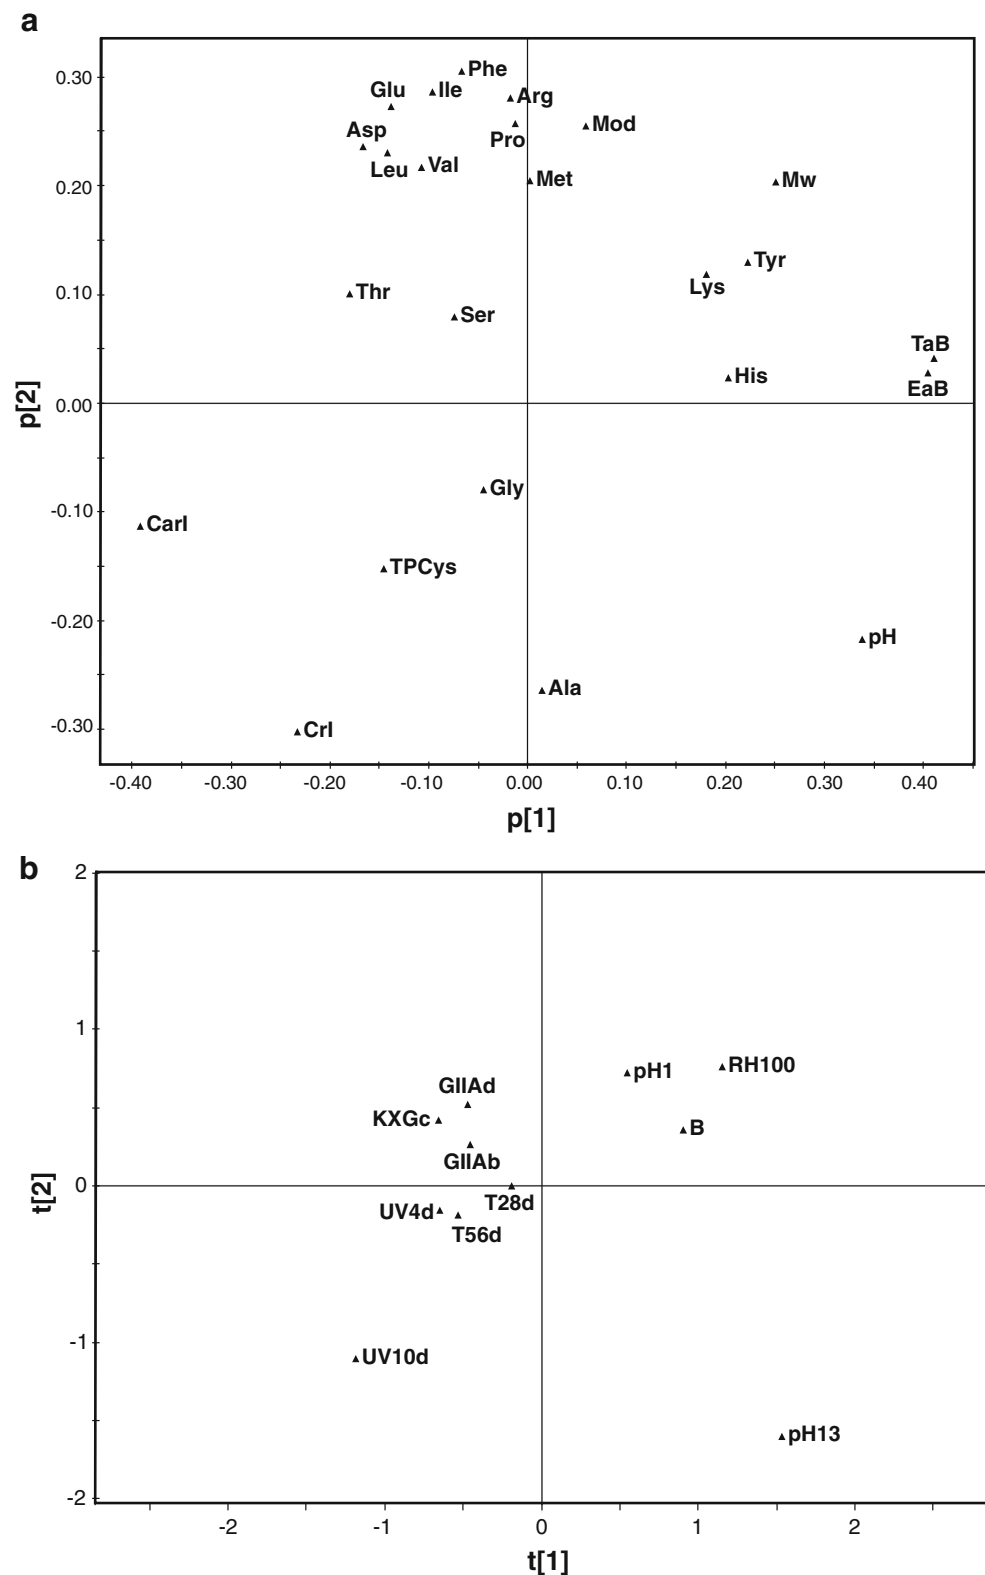 a
0.30
0.20
0.10
0.00
-0.10
-0.20
-0.30
p[2]
Phe
Glu
Ile
Arg
Asp
Mod
Pro
Leu
Val
Met
Mw
Tyr
Lys
Thr
Ser
TaB
His
EaB
Gly
CarI
TPCys
pH
Ala
CrI
-0.40 -0.30 -0.20 -0.10 0.00 0.10 0.20 0.30 0.40
p[1]
b
2
1
0
-1
-2
t[2]
pH1
RH100
GIIAd
KXGc
B
GIIAb
T28d
UV4d
T56d
UV10d
pH13
-2 -1 0 1 2
t[1]